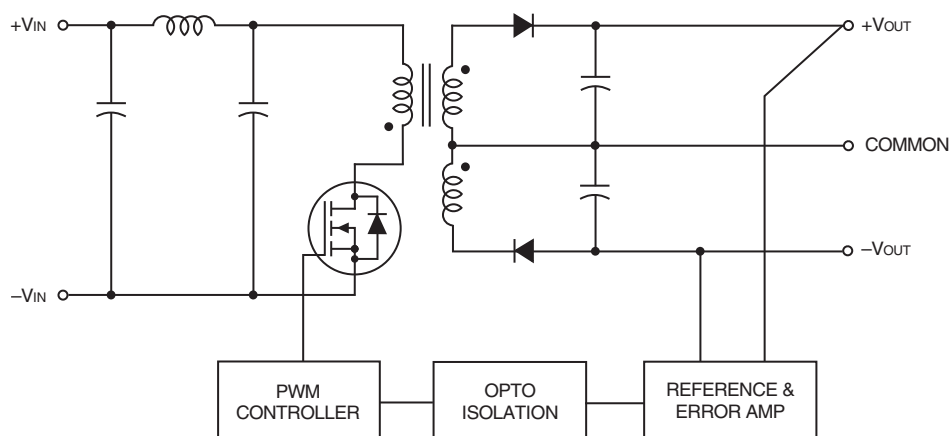 +VIN
+VOUT
COMMON
–VOUT
–VIN
PWM
CONTROLLER
OPTO
ISOLATION
REFERENCE &
ERROR AMP